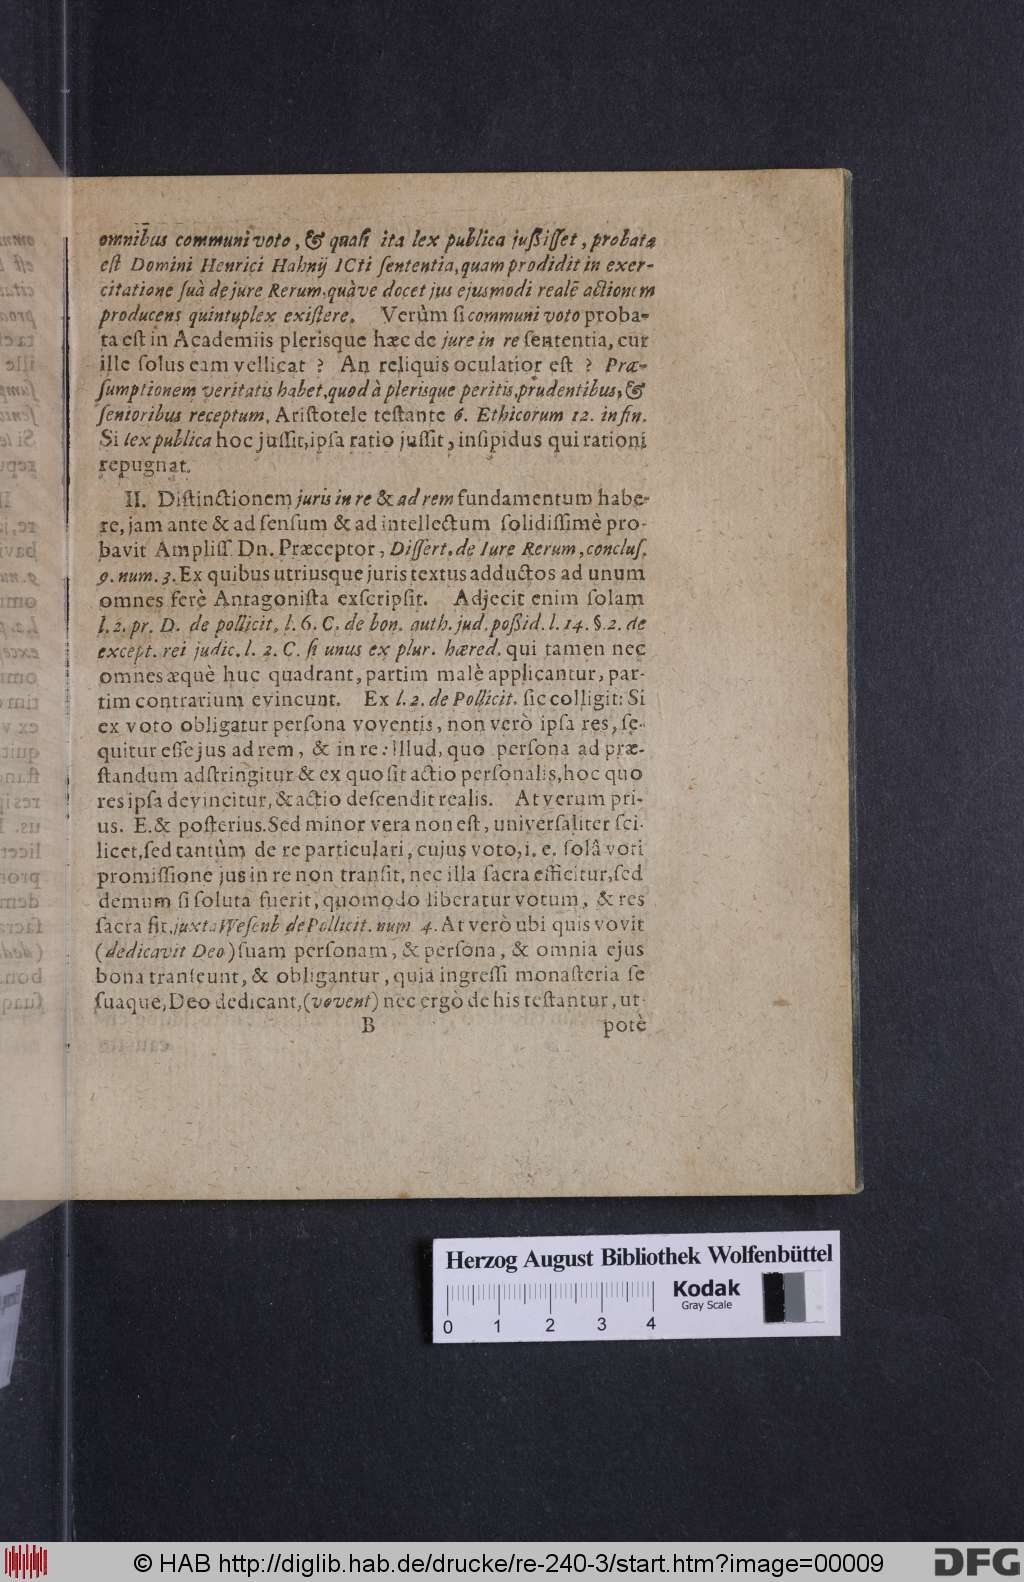 omnibus communi voto, & quasi ita lex publica jußisset, probata
est Domini Henrici Hahnij ICti sententia, quam prodidit in exer-
citatione suâ de jure Rerum, quàve docet jus ejusmodi realē actionem
producens quintuplex existere. Verùm si communi voto proba-
ta est in Academiis plerisque hæc de jure in re sententia, cur
ille solus eam vellicat ? An reliquis oculatior est ? Præ-
sumptionem veritatis habet, quod à plerisque peritis, prudentibus, &
senioribus receptum, Aristotele testante 6. Ethicorum 12. in fin.
Si lex publica hoc jussit, ipsa ratio jussit, insipidus qui rationi
repugnat.
II. Distinctionem juris in re & ad rem fundamentum habe-
re, jam ante & ad sensum & ad intellectum solidissimè pro-
bavit Ampliss Dn. Præceptor, Dissert. de Iure Rerum, conclus.
9. num. 3. Ex quibus utriusque juris textus adductos ad unum
omnes ferè Antagonista exscripsit. Adjecit enim solam
l. 2. pr. D. de pollicit, l. 6. C. de bon. auth. jud. poßid. l. 14. §. 2. de
except. rei judic. l. 2. C. si unus ex plur. hæred. qui tamen nec
omnes æquè huc quadrant, partim malè applicantur, par-
tim contrarium evincunt. Ex l. 2. de Pollicit. sic colligit: Si
ex voto obligatur persona voventis, non verò ipsa res, se-
quitur esse jus ad rem, & in re: Illud, quo persona ad præ-
standum adstringitur & ex quo sit actio personalis, hoc quo
res ipsa devincitur, & actio descendit realis. At verum pri-
us. E. & posterius. Sed minor vera non est, universaliter sci-
licet, sed tantùm de re particulari, cujus voto, i. e. solâ voti
promissione jus in re non transit, nec illa sacra efficitur, sed
demum si soluta fuerit, quomodo liberatur votum, & res
sacra fit, juxta Wesenb de Pollicit. num 4. At verò ubi quis vovit
(dedicavit Deo) suam personam, & persona, & omnia ejus
bona transeunt, & obligantur, quia ingressi monasteria se
suaque, Deo dedicant, (vovent) nec ergò de his testantur, ut-
B potè
Herzog August Bibliothek Wolfenbüttel
Kodak
Gray Scale
0 1 2 3 4
© HAB http://diglib.hab.de/drucke/re-240-3/start.htm?image=00009
DFG